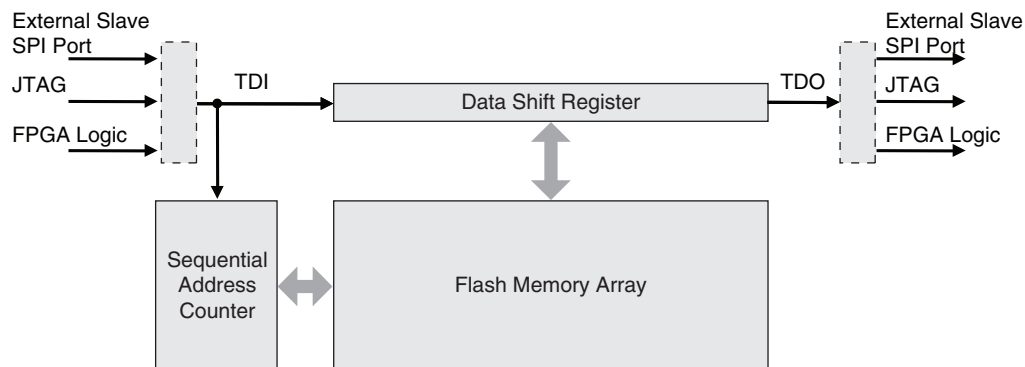 External Slave
SPI Port
JTAG
FPGA Logic
TDI
Data Shift Register
TDO
External Slave
SPI Port
JTAG
FPGA Logic
Sequential
Address
Counter
Flash Memory Array